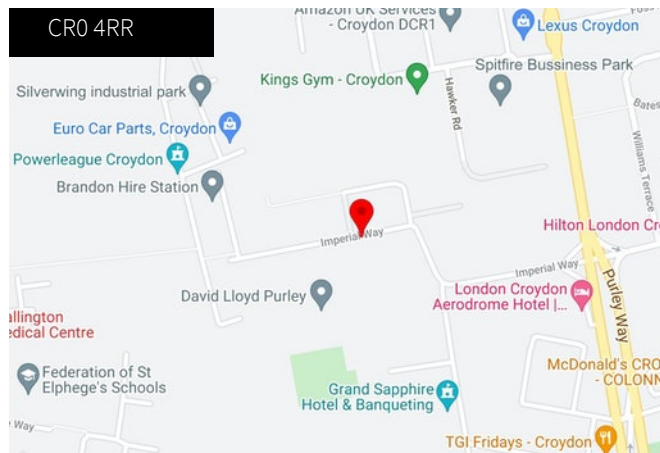 CR0 4RR
Amazon UK Services
- Croydon DCR1
Lexus Croydon
Kings Gym - Croydon
Spitfire Bussiness Park
Silverwing industrial park
Hawker Rd
Bates
Euro Car Parts, Croydon
Williams Terrace
Powerleague Croydon
Brandon Hire Station
Hilton London Cr
Imperial Way
Imperial Way
Purley Way
David Lloyd Purley
London Croydon
Aerodrome Hotel |...
allington
edical Centre
McDonald's CRO
- COLONN
Federation of St
Elphege's Schools
Grand Sapphire
Hotel & Banqueting
Way
TGI Fridays - Croydon